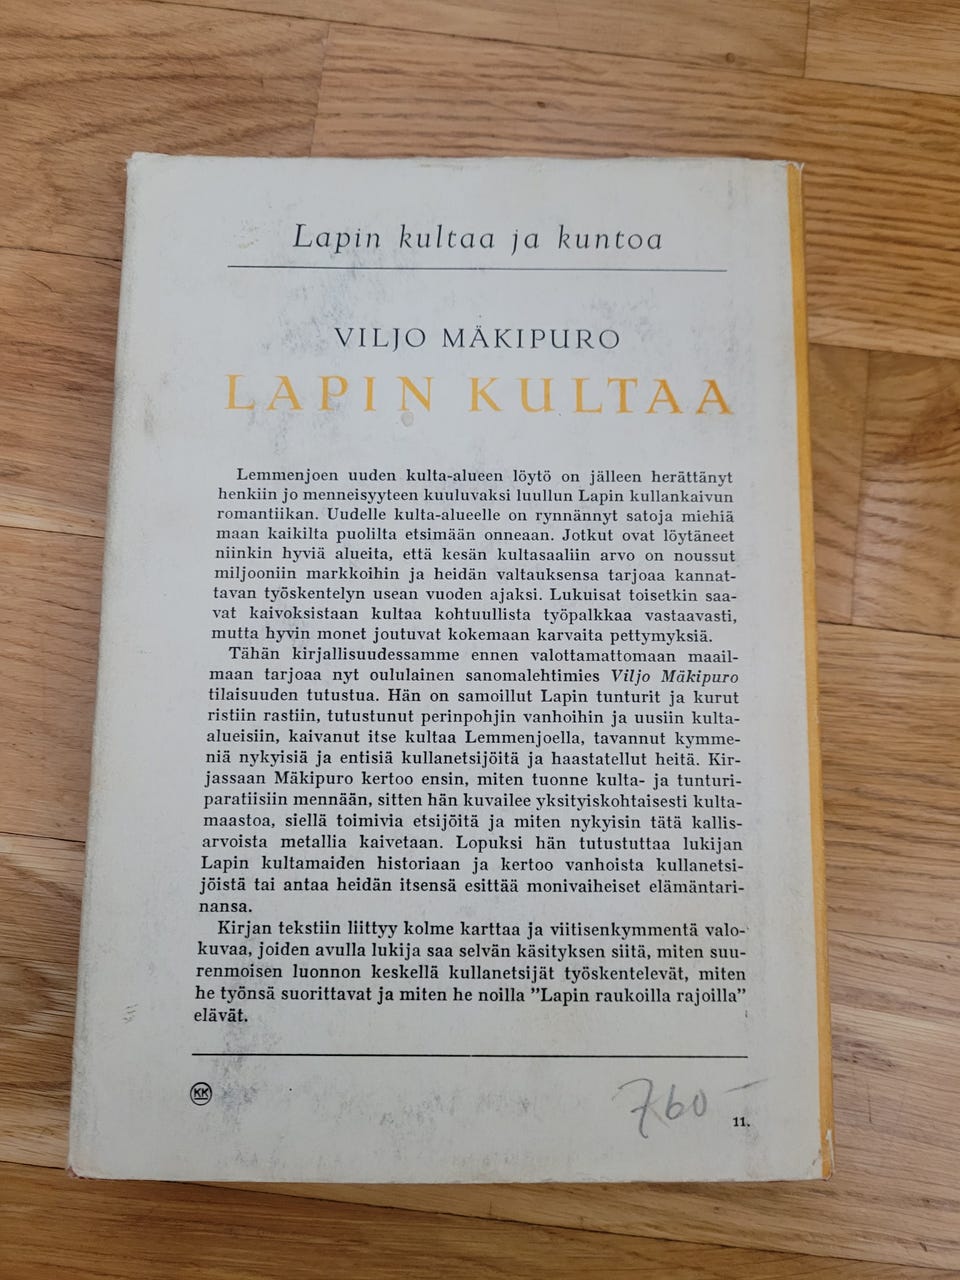 Lapin kultaa ja kuntoa
VILJO MÄKIPURO
LAPIN KULTAA
Lemmenjoen uuden kulta-alueen löytö on jälleen herättänyt
henkiin jo menneisyyteen kuuluvaksi luullun Lapin kullankaivun
romantiikan. Uudelle kulta-alueelle on rynnännyt satoja miehiä
maan kaikilta puolilta etsimään onneaan. Jotkut ovat löytäneet
niinkin hyviä alueita, että kesän kultasaaliin arvo on noussut
miljooniin markkoihin ja heidän valtauksensa tarjoaa kannat-
tavan työskentelyn usean vuoden ajaksi. Lukuisat toisetkin saa-
vat kaivoksistaan kultaa kohtuullista työpalkkaa vastaavasti,
mutta hyvin monet joutuvat kokemaan karvaita pettymyksiä.
Tähän kirjallisuudessamme ennen valottamattomaan maail-
maan tarjoaa nyt oululainen sanomalehtimies Viljo Mäkipuro
tilaisuuden tutustua. Hän on samoillut Lapin tunturit ja kurut
ristiin rastiin, tutustunut perinpohjin vanhoihin ja uusiin kulta-
alueisiin, kaivanut itse kultaa Lemmenjoella, tavannut kymme-
niä nykyisiä ja entisiä kullanetsijöitä ja haastatellut heitä. Kir-
jassaan Mäkipuro kertoo ensin, miten tuonne kulta- ja tunturi-
paratiisiin mennään, sitten hän kuvailee yksityiskohtaisesti kulta-
maastoa, siellä toimivia etsijöitä ja miten nykyisin tätä kallis-
arvoista metallia kaivetaan. Lopuksi hän tutustuttaa lukijan
Lapin kultamaiden historiaan ja kertoo vanhoista kullanetsi-
jöistä tai antaa heidän itsensä esittää monivaiheiset elämäntari-
nansa.
Kirjan tekstiin liittyy kolme karttaa ja viitisenkymmentä valo-
kuvaa, joiden avulla lukija saa selvän käsityksen siitä, miten suu-
renmoisen luonnon keskellä kullanetsijät työskentelevät, miten
he työnsä suorittavat ja miten he noilla ”Lapin raukoilla rajoilla”
elävät.
KK
760 –
11.